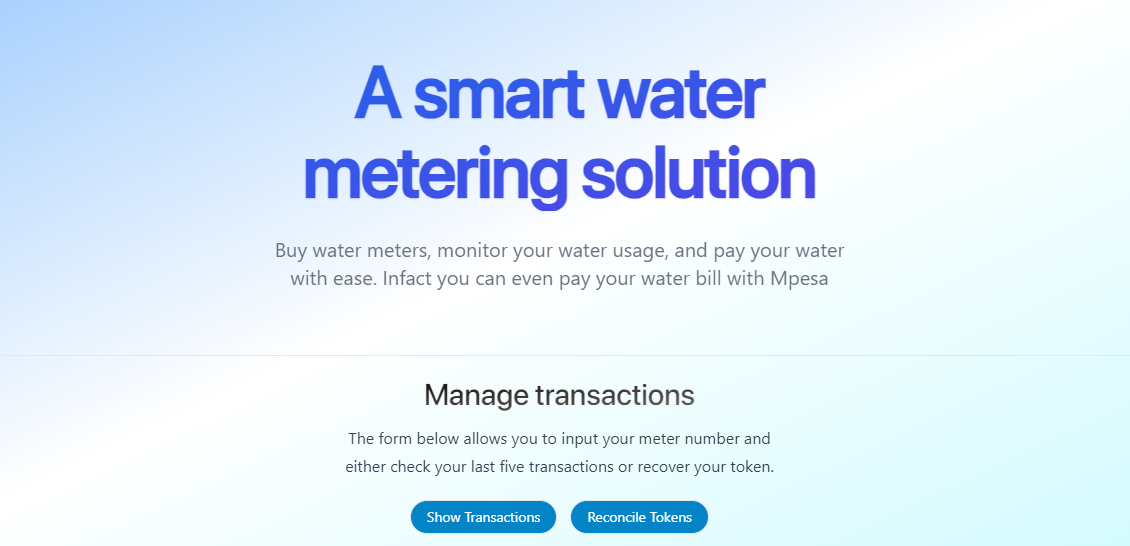 A smart water
metering solution
Buy water meters, monitor your water usage, and pay your water
with ease. Infact you can even pay your water bill with Mpesa
Manage transactions
The form below allows you to input your meter number and
either check your last five transactions or recover your token.
Show Transactions
Reconcile Tokens